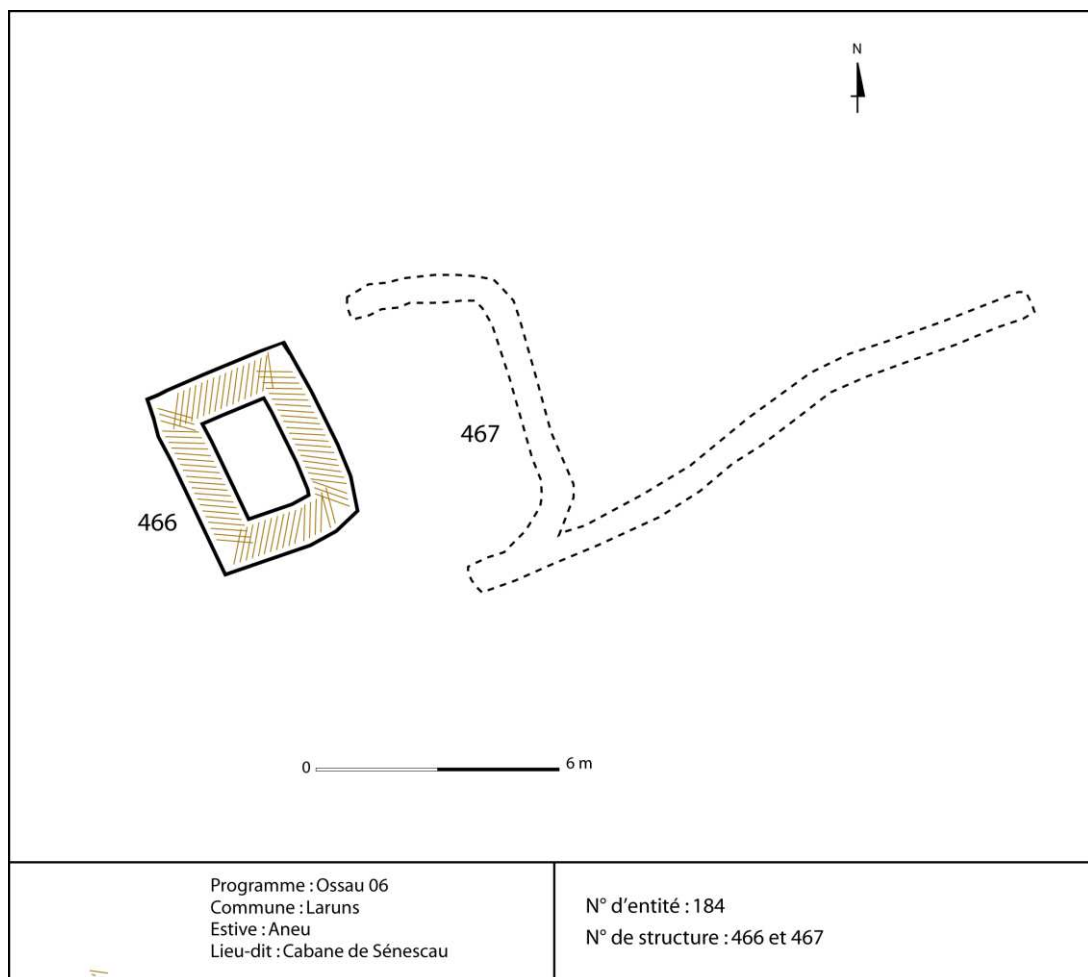 N
467
466
0 6 m
Programme : Ossau 06
Commune : Laruns
Estive : Aneu
Lieu-dit : Cabane de Sénescau
N° d'entité : 184
N° de structure : 466 et 467